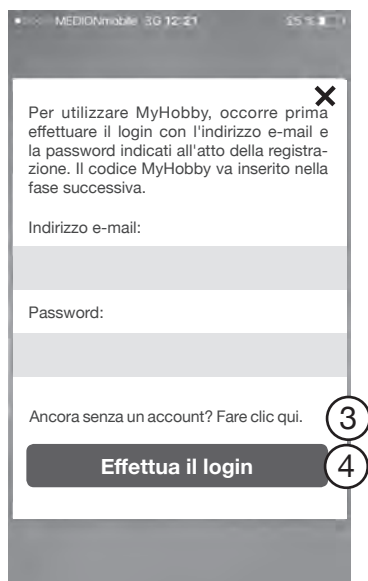 MEDIONmobile 3G 12:21 25 %
Per utilizzare MyHobby, occorre prima
effettuare il login con l'indirizzo e-mail e
la password indicati all'atto della registra-
zione. Il codice MyHobby va inserito nella
fase successiva.
Indirizzo e-mail:
Password:
Ancora senza un account? Fare clic qui.
3
Effettua il login
4